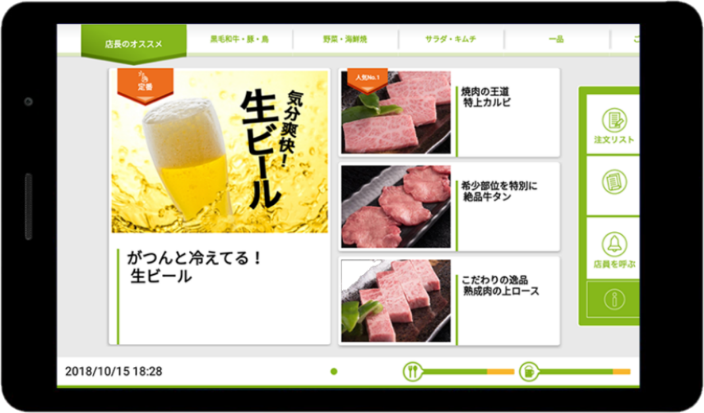 店長のオススメ
黒毛和牛・豚・鳥
野菜・海鮮焼
サラダ・キムチ
一品
定番
気分爽快！
生ビール
がつんと冷えてる！
生ビール
人気No.1
焼肉の王道
特上カルビ
希少部位を特別に
絶品牛タン
こだわりの逸品
熟成肉の上ロース
注文リスト
店員を呼ぶ
2018/10/15 18:28